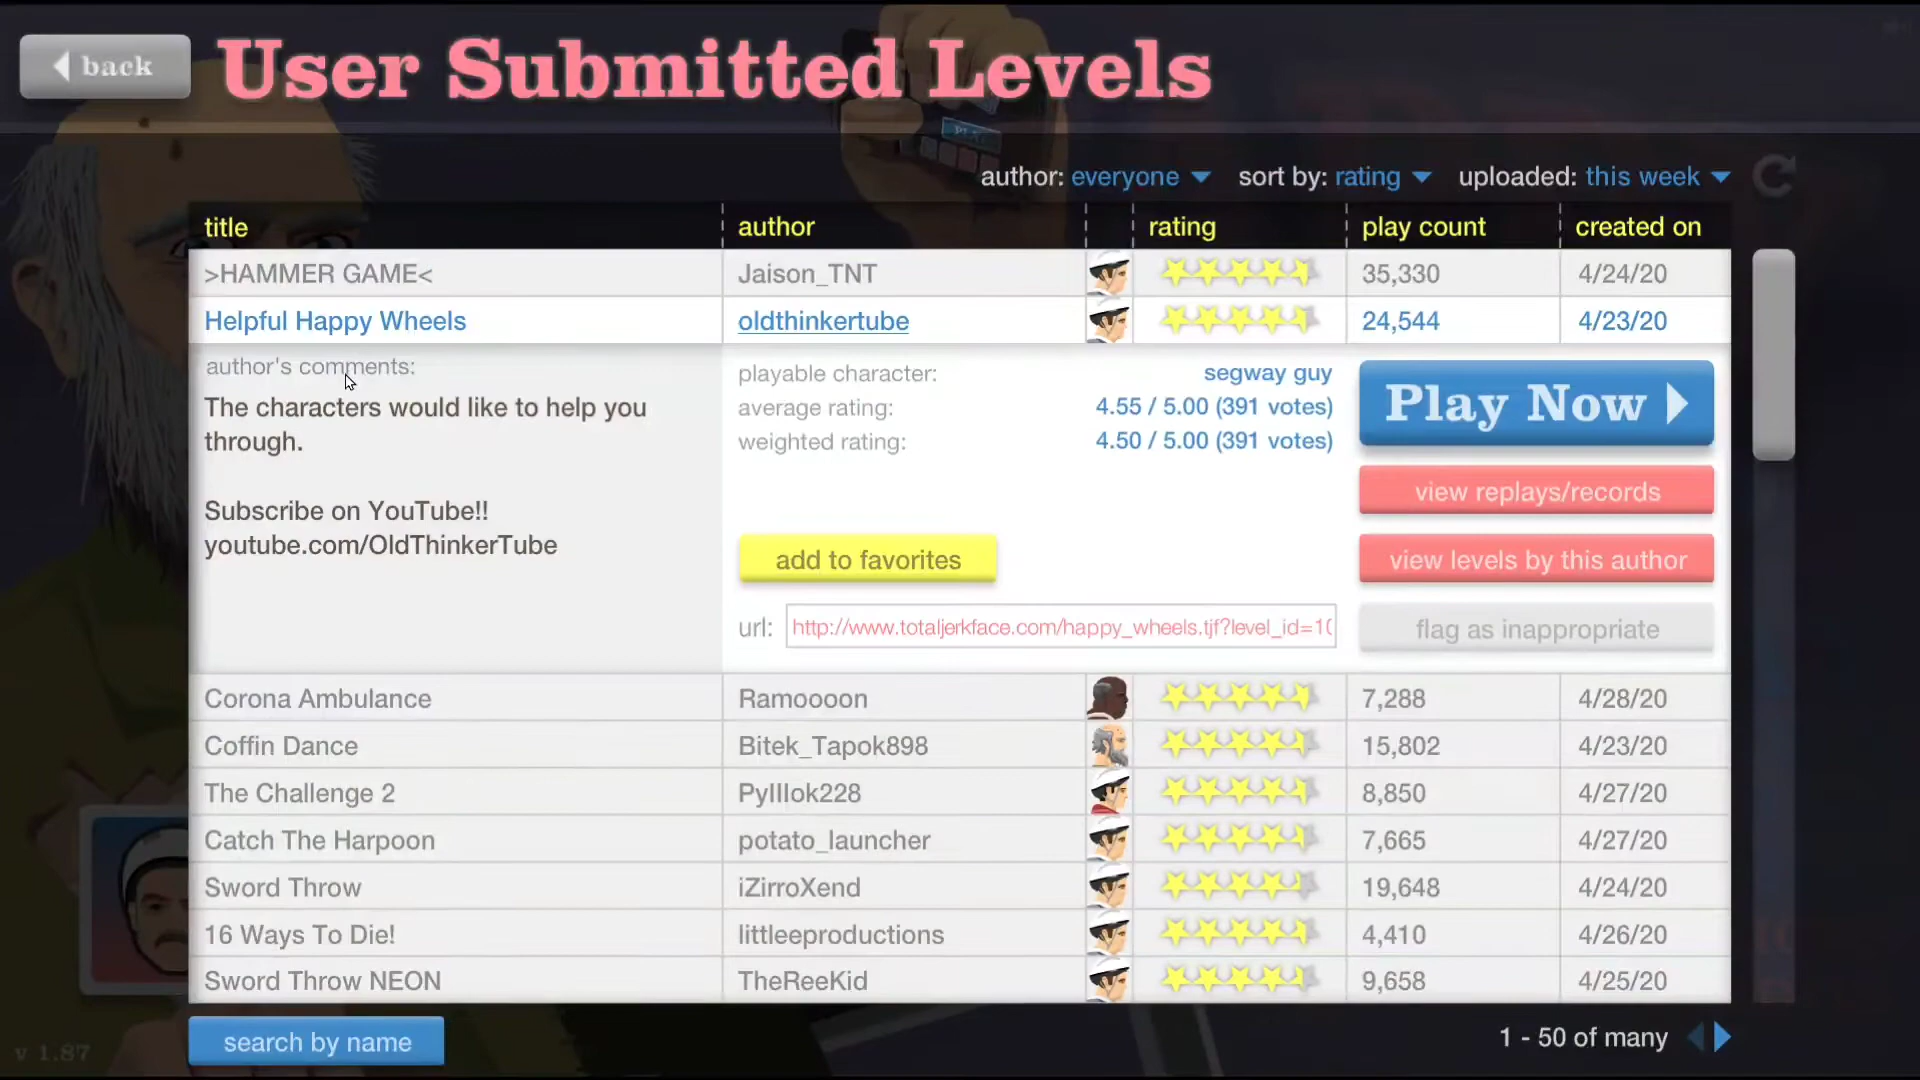 back
User Submitted Levels
author: everyone sort by: rating uploaded: this week
title author rating play count created on
>HAMMER GAME< Jaison_TNT 35,330 4/24/20
Helpful Happy Wheels oldthinkertube 24,544 4/23/20
author's comments:
The characters would like to help you
through.
Subscribe on YouTube!!
youtube.com/OldThinkerTube
playable character: segway guy
average rating: 4.55 / 5.00 (391 votes)
weighted rating: 4.50 / 5.00 (391 votes)
add to favorites
url: http://www.totaljerkface.com/happy_wheels.tjf?level_id=10
Play Now
view replays/records
view levels by this author
flag as inappropriate
Corona Ambulance Ramoooon 7,288 4/28/20
Coffin Dance Bitek_Tapok898 15,802 4/23/20
The Challenge 2 PyIIIok228 8,850 4/27/20
Catch The Harpoon potato_launcher 7,665 4/27/20
Sword Throw iZirroXend 19,648 4/24/20
16 Ways To Die! littleeproductions 4,410 4/26/20
Sword Throw NEON TheReeKid 9,658 4/25/20
search by name
1 - 50 of many
v 1.87